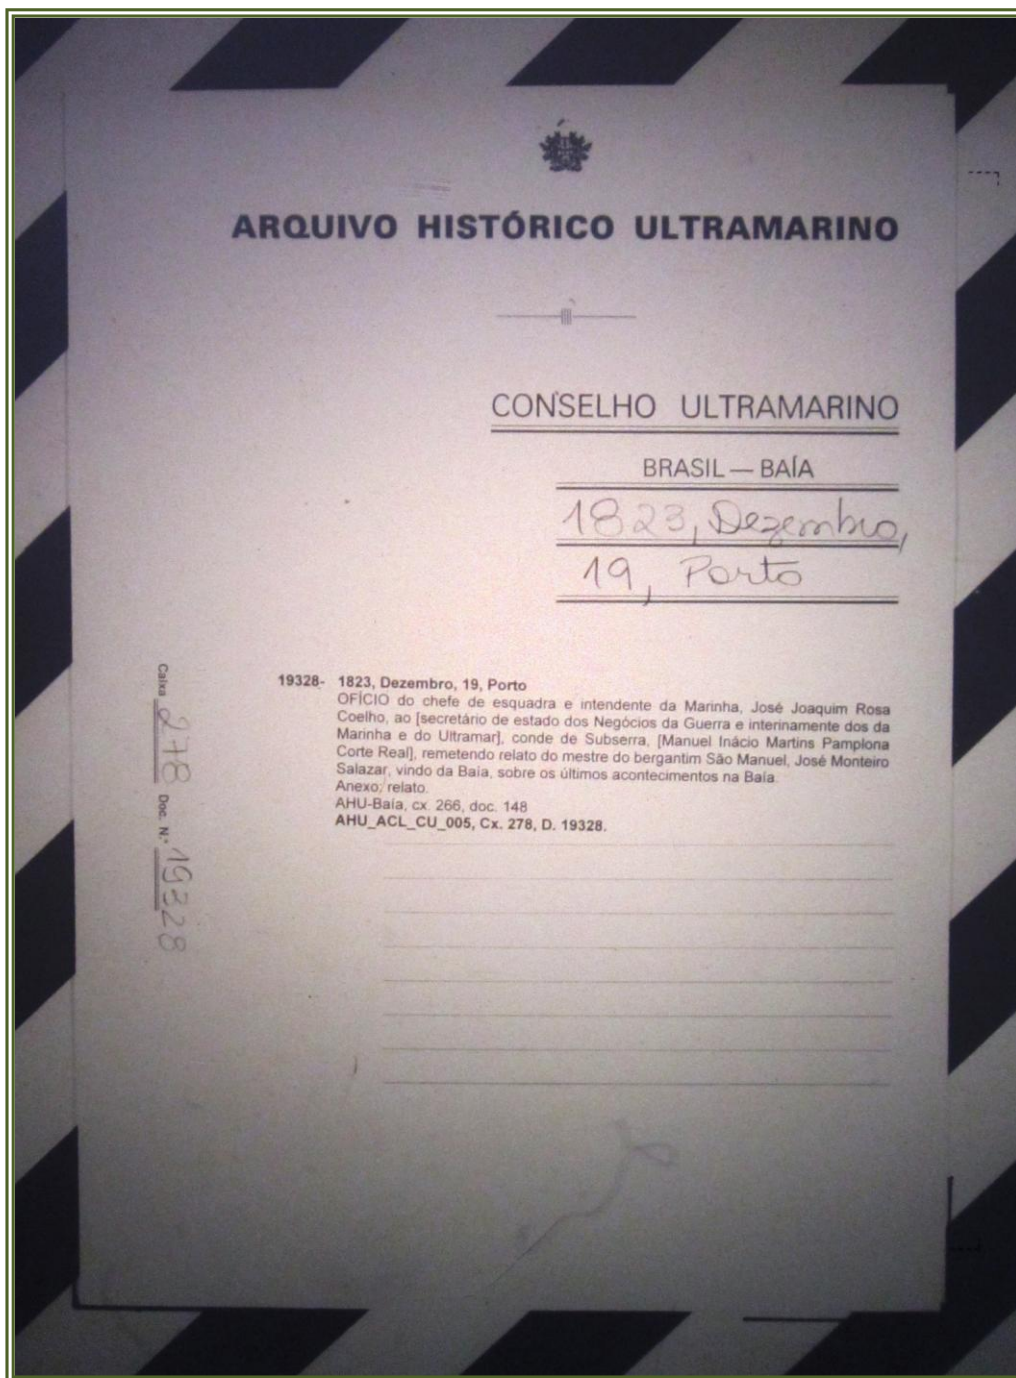 ARQUIVO HISTÓRICO ULTRAMARINO
CONSELHO ULTRAMARINO
BRASIL — BAÍA
1823, Dezembro,
19, Porto
19328- 1823, Dezembro, 19, Porto
OFÍCIO do chefe de esquadra e intendente da Marinha, José Joaquim Rosa
Coelho, ao [secretário de estado dos Negócios da Guerra e interinamente dos da
Marinha e do Ultramar], conde de Subserra, [Manuel Inácio Martins Pamplona
Corte Real], remetendo relato do mestre do bergantim São Manuel, José Monteiro
Salazar, vindo da Baía, sobre os últimos acontecimentos na Baía.
Anexo: relato.
AHU-Baía, cx. 266, doc. 148
AHU_ACL_CU_005, Cx. 278, D. 19328.
Caixa 278 Doc. N.º 19328